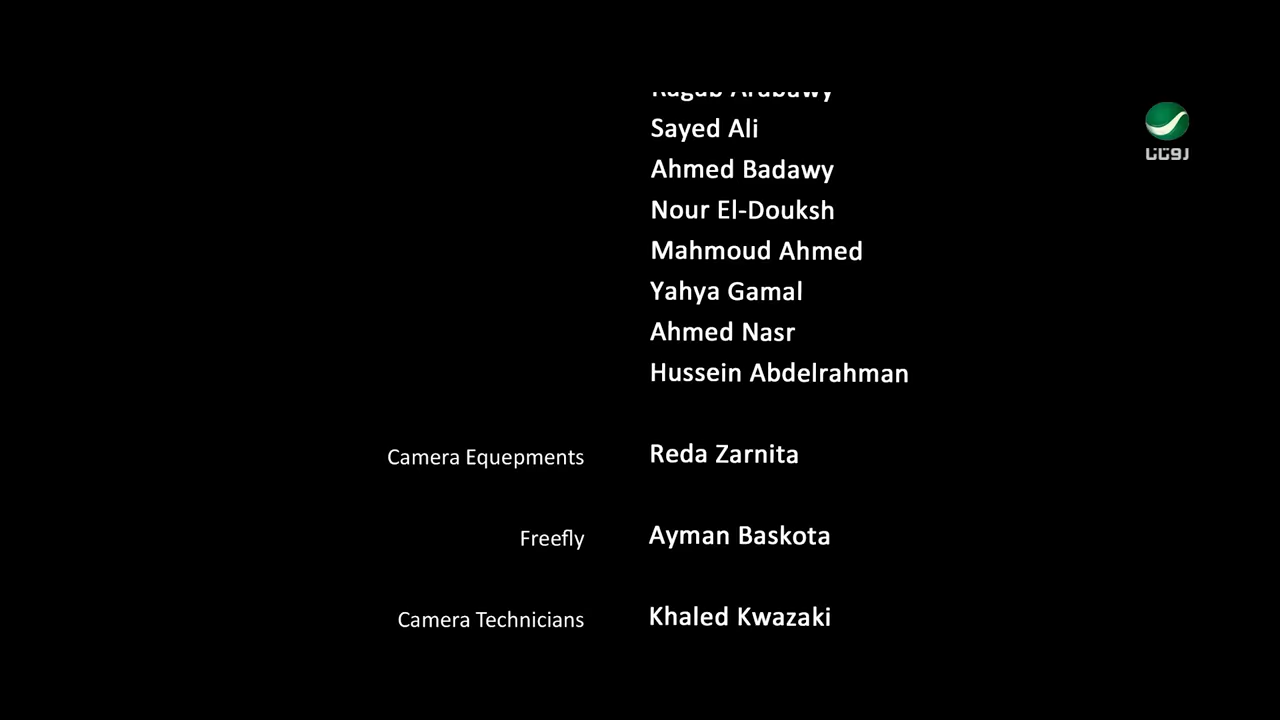 Sayed Ali
Ahmed Badawy
Nour El-Douksh
Mahmoud Ahmed
Yahya Gamal
Ahmed Nasr
Hussein Abdelrahman
Camera Equepments Reda Zarnita
Freefly Ayman Baskota
Camera Technicians Khaled Kwazaki
روتانا